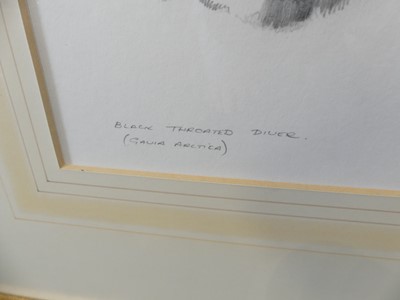 BLACK THROATED DIVER.
(GAVIA ARCTICA)